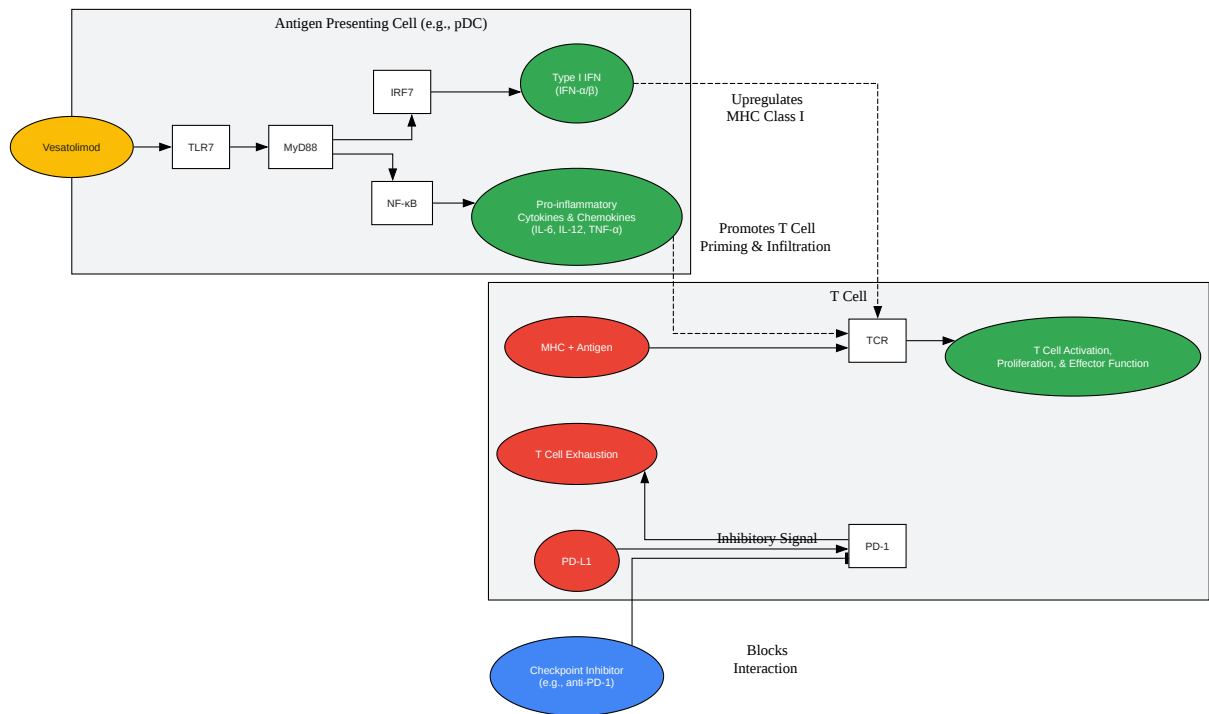 Antigen Presenting Cell (e.g., pDC)
Type I IFN
(IFN-α/β)
IRF7
Upregulates
MHC Class I
Vesatolimod
TLR7
MyD88
NF-κB
Pro-inflammatory
Cytokines & Chemokines
(IL-6, IL-12, TNF-α)
Promotes T Cell
Priming & Infiltration
T Cell
MHC + Antigen
TCR
T Cell Activation,
Proliferation, & Effector Function
T Cell Exhaustion
Inhibitory Signal
PD-1
PD-L1
Blocks
Interaction
Checkpoint Inhibitor
(e.g., anti-PD-1)